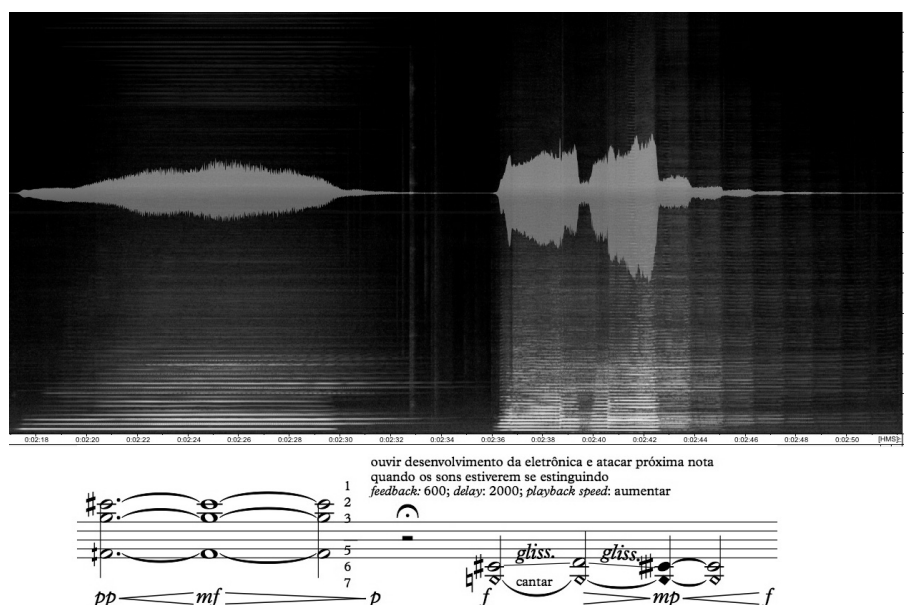 0:02:18 0:02:20 0:02:22 0:02:24 0:02:26 0:02:28 0:02:30 0:02:32 0:02:34 0:02:36 0:02:38 0:02:40 0:02:42 0:02:44 0:02:46 0:02:48 0:02:50 [HMS]
ouvir desenvolvimento da eletrônica e atacar próxima nota
quando os sons estiverem se estinguindo
feedback: 600; delay: 2000; playback speed: aumentar
1
2
3
5
6
7
gliss. gliss.
cantar
pp mf p f mp f